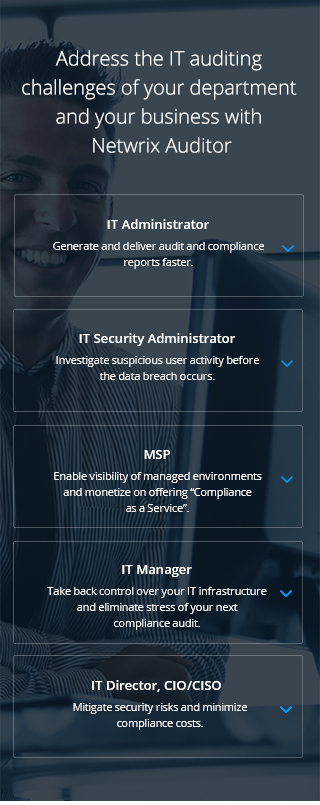 Address the IT auditing
challenges of your department
and your business with
Netwrix Auditor
IT Administrator
Generate and deliver audit and compliance
reports faster.
IT Security Administrator
Investigate suspicious user activity before
the data breach occurs.
MSP
Enable visibility of managed environments
and monetize on offering “Compliance
as a Service”.
IT Manager
Take back control over your IT infrastructure
and eliminate stress of your next
compliance audit.
IT Director, CIO/CISO
Mitigate security risks and minimize
compliance costs.